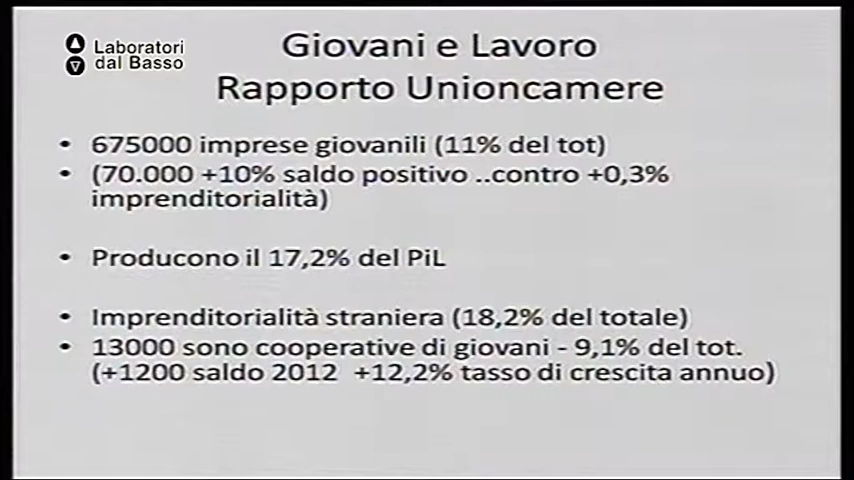 Laboratori
dal Basso
Giovani e Lavoro
Rapporto Unioncamere
• 675000 imprese giovanili (11% del tot)
• (70.000 +10% saldo positivo ..contro +0,3%
imprenditorialità)
• Producono il 17,2% del PiL
• Imprenditorialità straniera (18,2% del totale)
• 13000 sono cooperative di giovani - 9,1% del tot.
(+1200 saldo 2012 +12,2% tasso di crescita annuo)